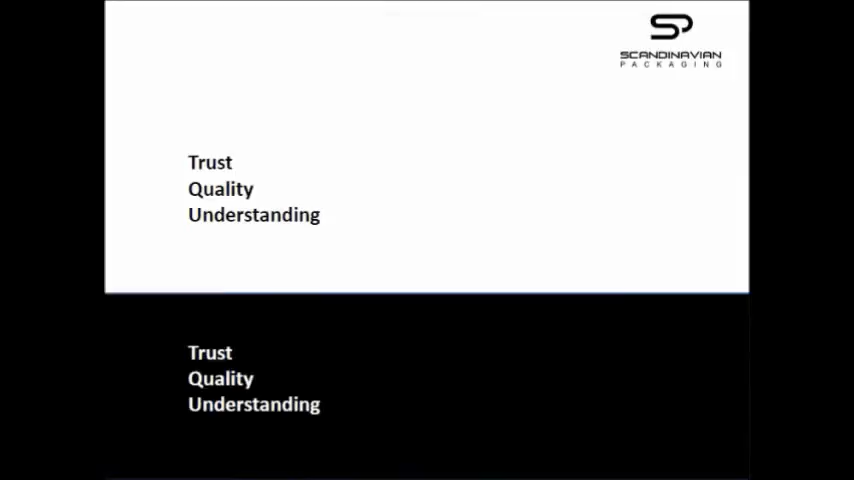 SP
SCANDINAVIAN
PACKAGING
Trust
Quality
Understanding
Trust
Quality
Understanding